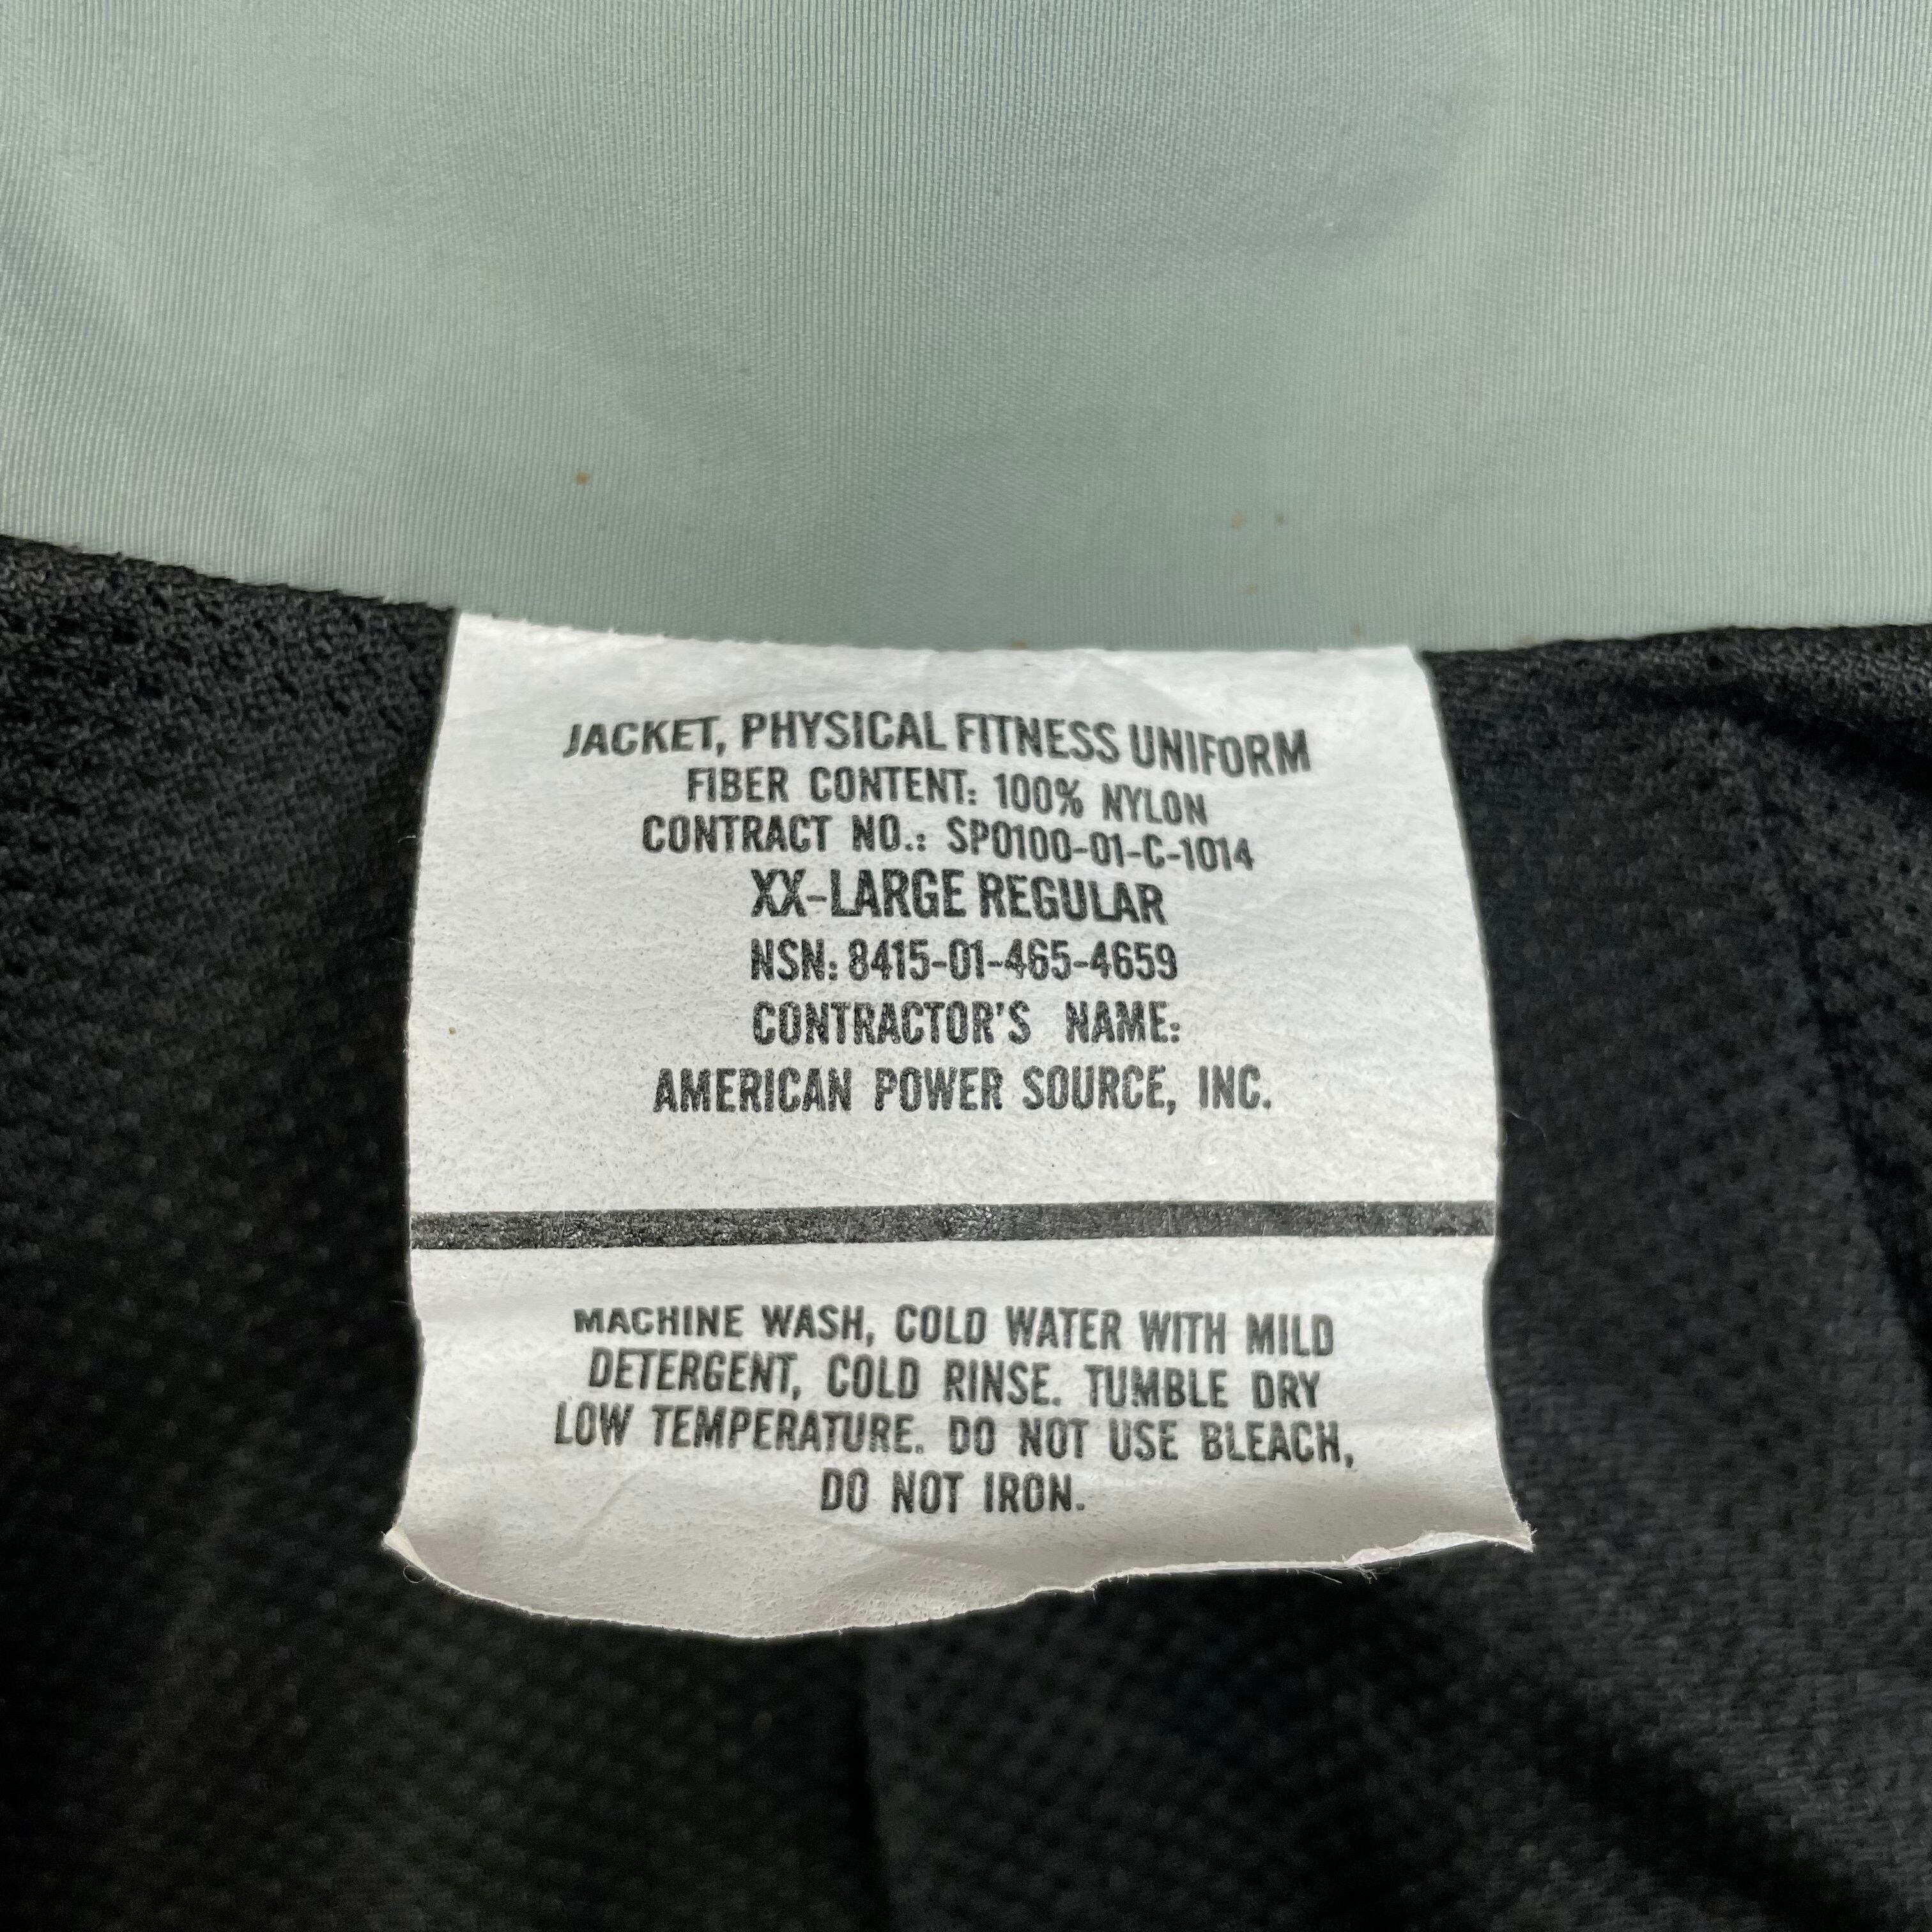 JACKET, PHYSICAL FITNESS UNIFORM
FIBER CONTENT: 100% NYLON
CONTRACT NO.: SP0100-01-C-1014
XX-LARGE REGULAR
NSN: 8415-01-465-4659
CONTRACTOR'S NAME:
AMERICAN POWER SOURCE, INC.
MACHINE WASH, COLD WATER WITH MILD
DETERGENT, COLD RINSE. TUMBLE DRY
LOW TEMPERATURE. DO NOT USE BLEACH,
DO NOT IRON.